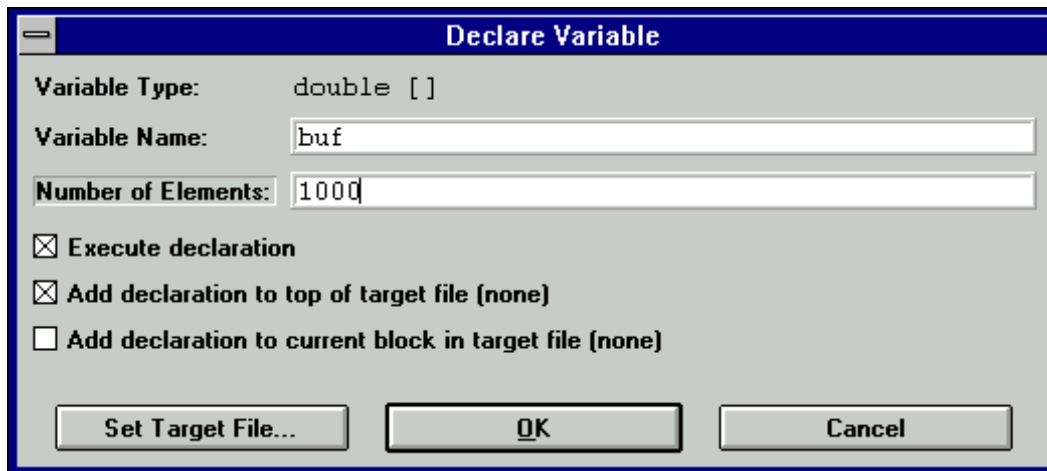 Declare Variable
Variable Type: double []
Variable Name: buf
Number of Elements: 1000
Execute declaration
Add declaration to top of target file (none)
Add declaration to current block in target file (none)
Set Target File... OK Cancel